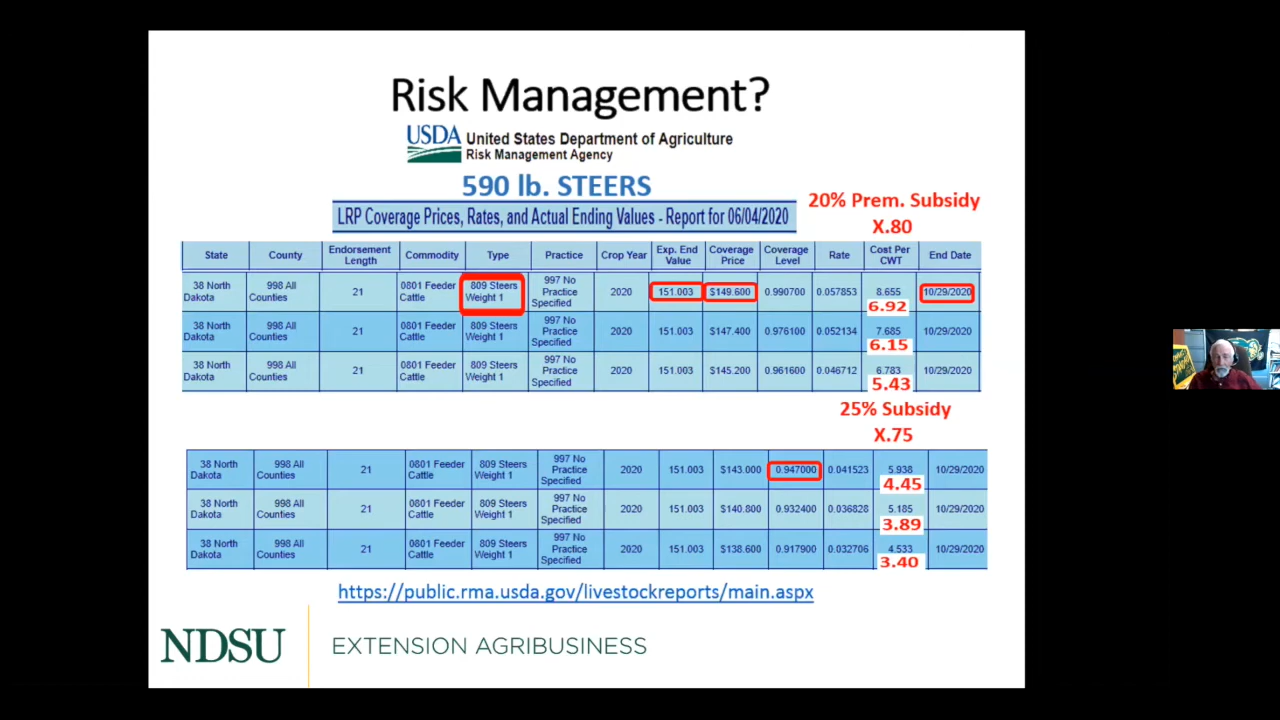 Risk Management?
USDA United States Department of Agriculture
Risk Management Agency
590 lb. STEERS
20% Prem. Subsidy
X.80
LRP Coverage Prices, Rates, and Actual Ending Values - Report for 06/04/2020
State County Endorsement Length Commodity Type Practice Crop Year Exp. End Value Coverage Price Coverage Level Rate Cost Per CWT End Date
38 North Dakota 998 All Counties 21 0801 Feeder Cattle 809 Steers Weight 1 997 No Practice Specified 2020 151.003 $149.600 0.990700 0.057853 8.655 10/29/2020
6.92
38 North Dakota 998 All Counties 21 0801 Feeder Cattle 809 Steers Weight 1 997 No Practice Specified 2020 151.003 $147.400 0.976100 0.052134 7.685 10/29/2020
6.15
38 North Dakota 998 All Counties 21 0801 Feeder Cattle 809 Steers Weight 1 997 No Practice Specified 2020 151.003 $145.200 0.961600 0.046712 6.783 10/29/2020
5.43
25% Subsidy
X.75
38 North Dakota 998 All Counties 21 0801 Feeder Cattle 809 Steers Weight 1 997 No Practice Specified 2020 151.003 $143.000 0.947000 0.041523 5.938 10/29/2020
4.45
38 North Dakota 998 All Counties 21 0801 Feeder Cattle 809 Steers Weight 1 997 No Practice Specified 2020 151.003 $140.800 0.932400 0.036828 5.185 10/29/2020
3.89
38 North Dakota 998 All Counties 21 0801 Feeder Cattle 809 Steers Weight 1 997 No Practice Specified 2020 151.003 $138.600 0.917900 0.032706 4.533 10/29/2020
3.40
https://public.rma.usda.gov/livestockreports/main.aspx
NDSU EXTENSION AGRIBUSINESS